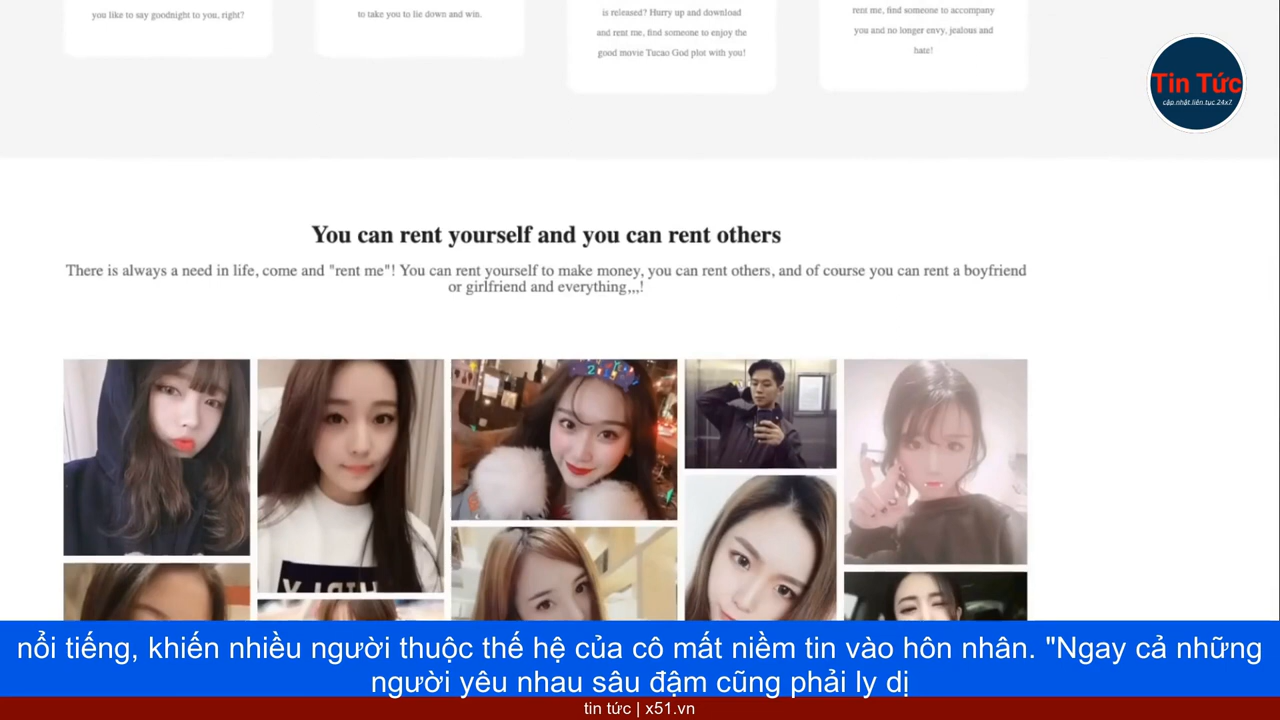 you like to say goodnight to you, right?
to take you to lie down and win.
is released? Hurry up and download
and rent me, find someone to enjoy the
good movie Tucao God plot with you!
rent me, find someone to accompany
you and no longer envy, jealous and
hate!
Tin Tức
cập nhật liên tục 24x7
You can rent yourself and you can rent others
There is always a need in life, come and "rent me"! You can rent yourself to make money, you can rent others, and of course you can rent a boyfriend
or girlfriend and everything,,,!
nổi tiếng, khiến nhiều người thuộc thế hệ của cô mất niềm tin vào hôn nhân. "Ngay cả những
người yêu nhau sâu đậm cũng phải ly dị
tin tức | x51.vn